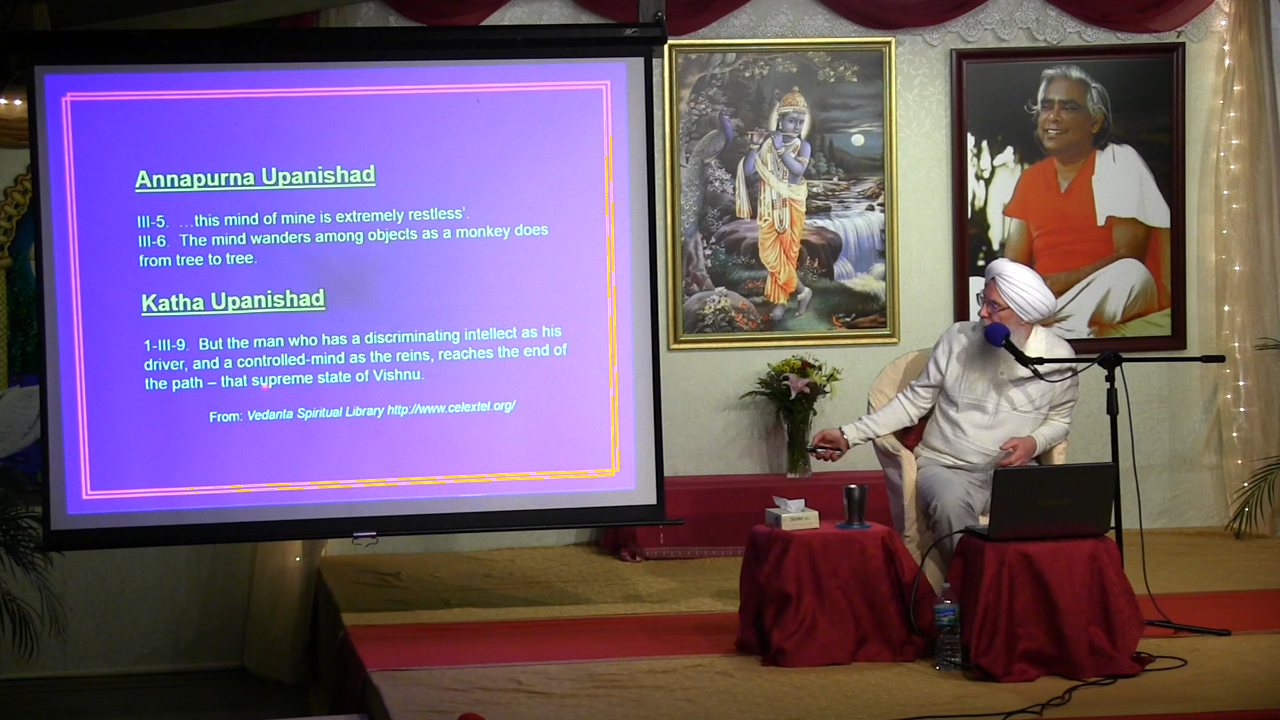 Annapurna Upanishad
III-5. ...this mind of mine is extremely restless'.
III-6. The mind wanders among objects as a monkey does
from tree to tree.
Katha Upanishad
1-III-9. But the man who has a discriminating intellect as his
driver, and a controlled-mind as the reins, reaches the end of
the path – that supreme state of Vishnu.
From: Vedanta Spiritual Library http://www.celextel.org/